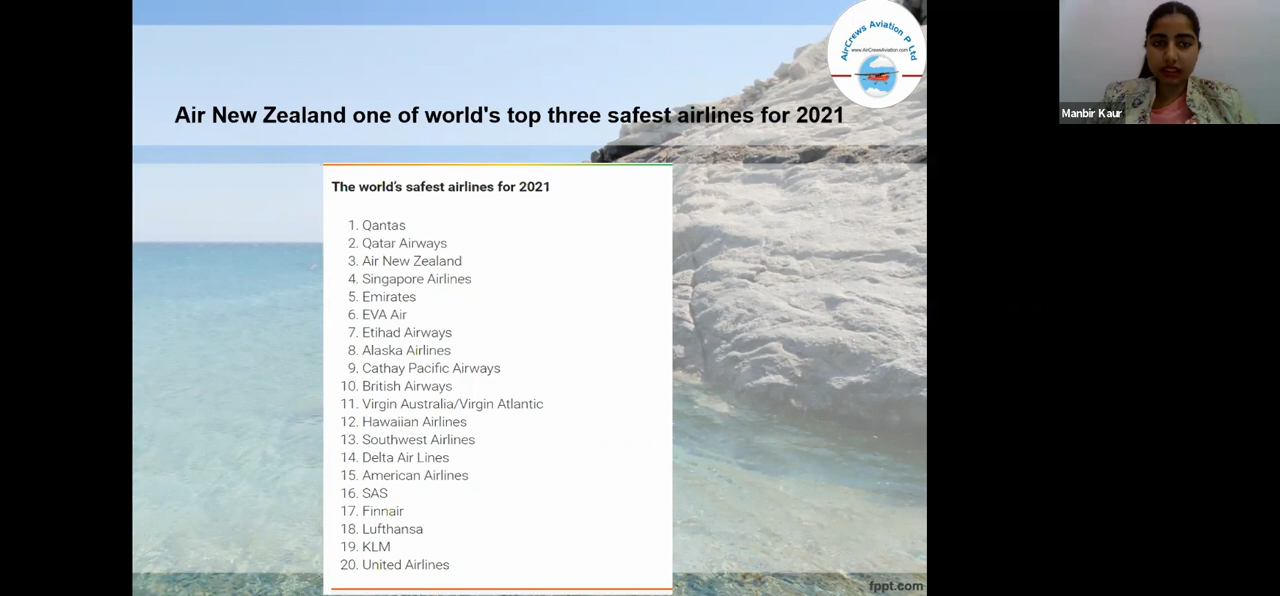 AirCrews Aviation P Ltd
www.AirCrewsAviation.com
Manbir Kaur
Air New Zealand one of world's top three safest airlines for 2021
The world's safest airlines for 2021
1. Qantas
2. Qatar Airways
3. Air New Zealand
4. Singapore Airlines
5. Emirates
6. EVA Air
7. Etihad Airways
8. Alaska Airlines
9. Cathay Pacific Airways
10. British Airways
11. Virgin Australia/Virgin Atlantic
12. Hawaiian Airlines
13. Southwest Airlines
14. Delta Air Lines
15. American Airlines
16. SAS
17. Finnair
18. Lufthansa
19. KLM
20. United Airlines
fppt.com